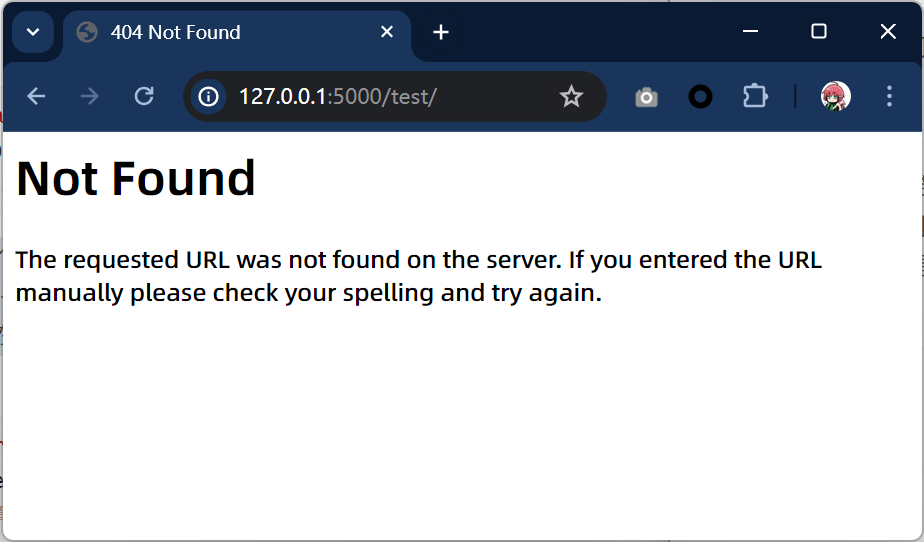 404 Not Found
127.0.0.1:5000/test/
Not Found
The requested URL was not found on the server. If you entered the URL
manually please check your spelling and try again.